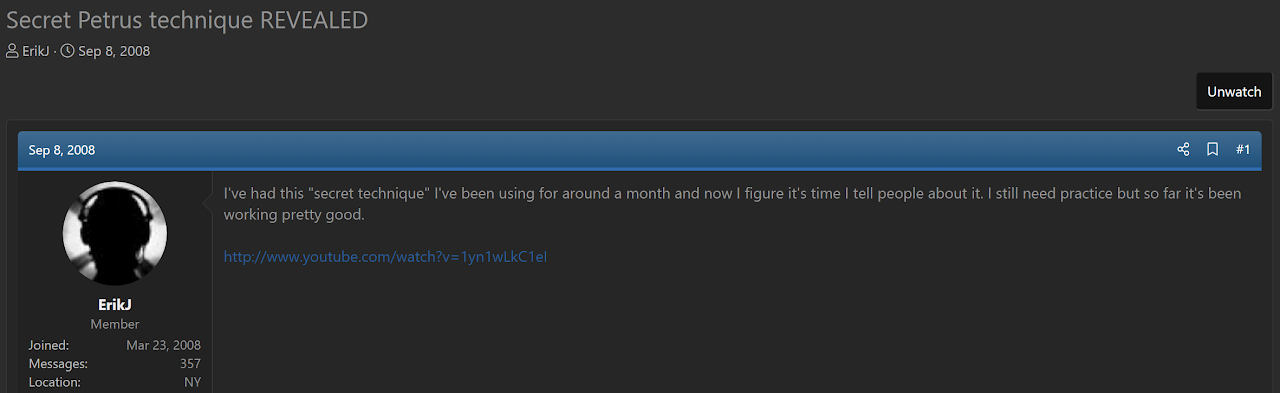 Secret Petrus technique REVEALED
ErikJ · Sep 8, 2008
Unwatch
Sep 8, 2008
#1
I've had this "secret technique" I've been using for around a month and now I figure it's time I tell people about it. I still need practice but so far it's been
working pretty good.
http://www.youtube.com/watch?v=1yn1wLkC1eI
ErikJ
Member
Joined: Mar 23, 2008
Messages: 357
Location: NY